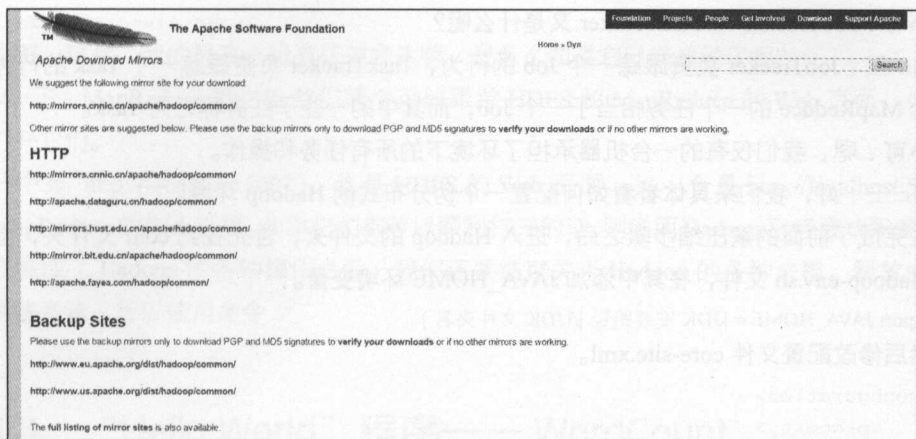 The Apache Software Foundation
Foundation Projects People Get Involved Download Support Apache
TM
Home » Dyn
Apache Download Mirrors
Search
We suggest the following mirror site for your download:
http://mirrors.cnnic.cn/apache/hadoop/common/
Other mirror sites are suggested below. Please use the backup mirrors only to download PGP and MD5 signatures to verify your downloads or if no other mirrors are working.
HTTP
http://mirrors.cnnic.cn/apache/hadoop/common/
http://apache.dataguru.cn/hadoop/common/
http://mirrors.hust.edu.cn/apache/hadoop/common/
http://mirror.bit.edu.cn/apache/hadoop/common/
http://apache.fayea.com/hadoop/common/
Backup Sites
Please use the backup mirrors only to download PGP and MD5 signatures to verify your downloads or if no other mirrors are working.
http://www.eu.apache.org/dist/hadoop/common/
http://www.us.apache.org/dist/hadoop/common/
The full listing of mirror sites is also available.